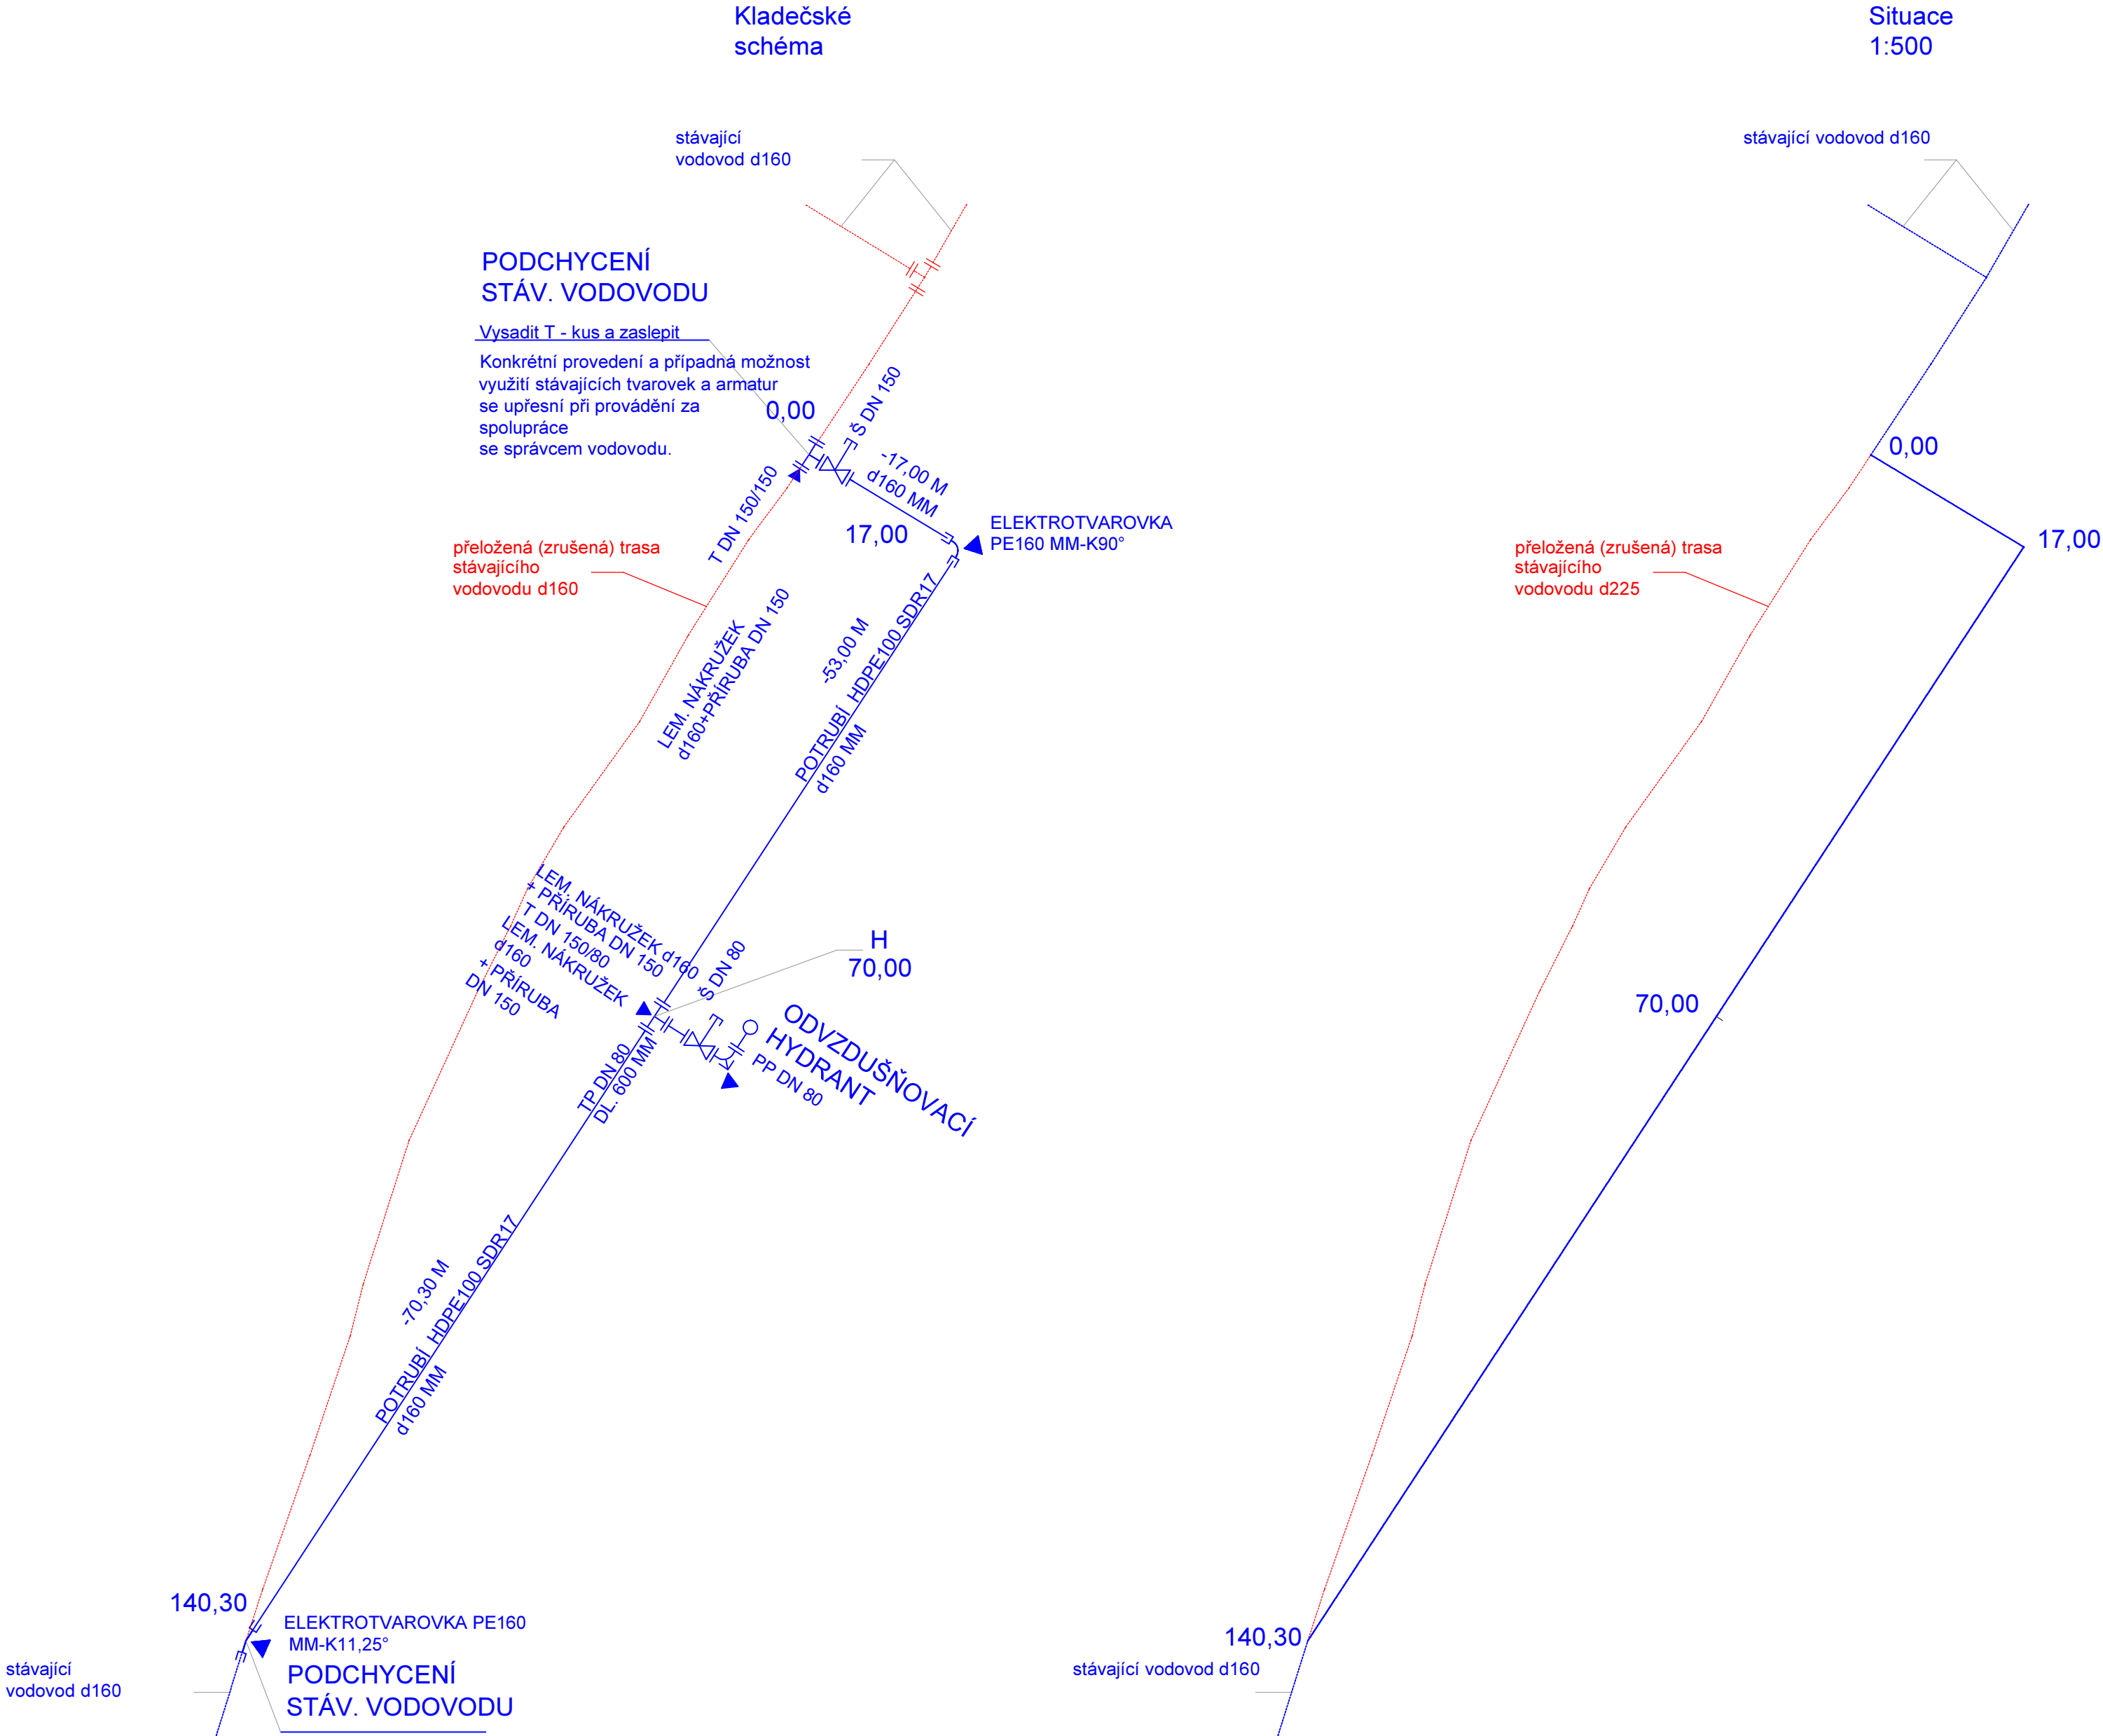 Kladečské
schéma
stávající
vodovod d160
PODCHYCENÍ
STÁV. VODOVODU
Vysadit T - kus a zaslepit
Konkrétní provedení a případná možnost
využití stávajících tvarovek a armatur
se upřesní při provádění za
spolupráce
se správcem vodovodu.
0,00
Š DN 150
-17,00 M
d160 MM
T DN 150/150
17,00
ELEKTROTVAROVKA
PE160 MM-K90°
přeložená (zrušená) trasa
stávajícího
vodovodu d160
LEM. NÁKRUŽEK
d160+PŘÍRUBA DN 150
-53,00 M
POTRUBÍ HDPE100 SDR17
d160 MM
LEM. NÁKRUŽEK d160
+ PŘÍRUBA DN 150
T DN 150/80
LEM. NÁKRUŽEK
d160
+ PŘÍRUBA
DN 150
Š DN 80
H
70,00
ODVZDUŠŇOVACÍ
HYDRANT
PP DN 80
TP DN 80
DL. 600 MM
-70,30 M
POTRUBÍ HDPE100 SDR17
d160 MM
140,30
ELEKTROTVAROVKA PE160
MM-K11,25°
PODCHYCENÍ
STÁV. VODOVODU
stávající
vodovod d160
Situace
1:500
stávající vodovod d160
0,00
17,00
přeložená (zrušená) trasa
stávajícího
vodovodu d225
70,00
140,30
stávající vodovod d160